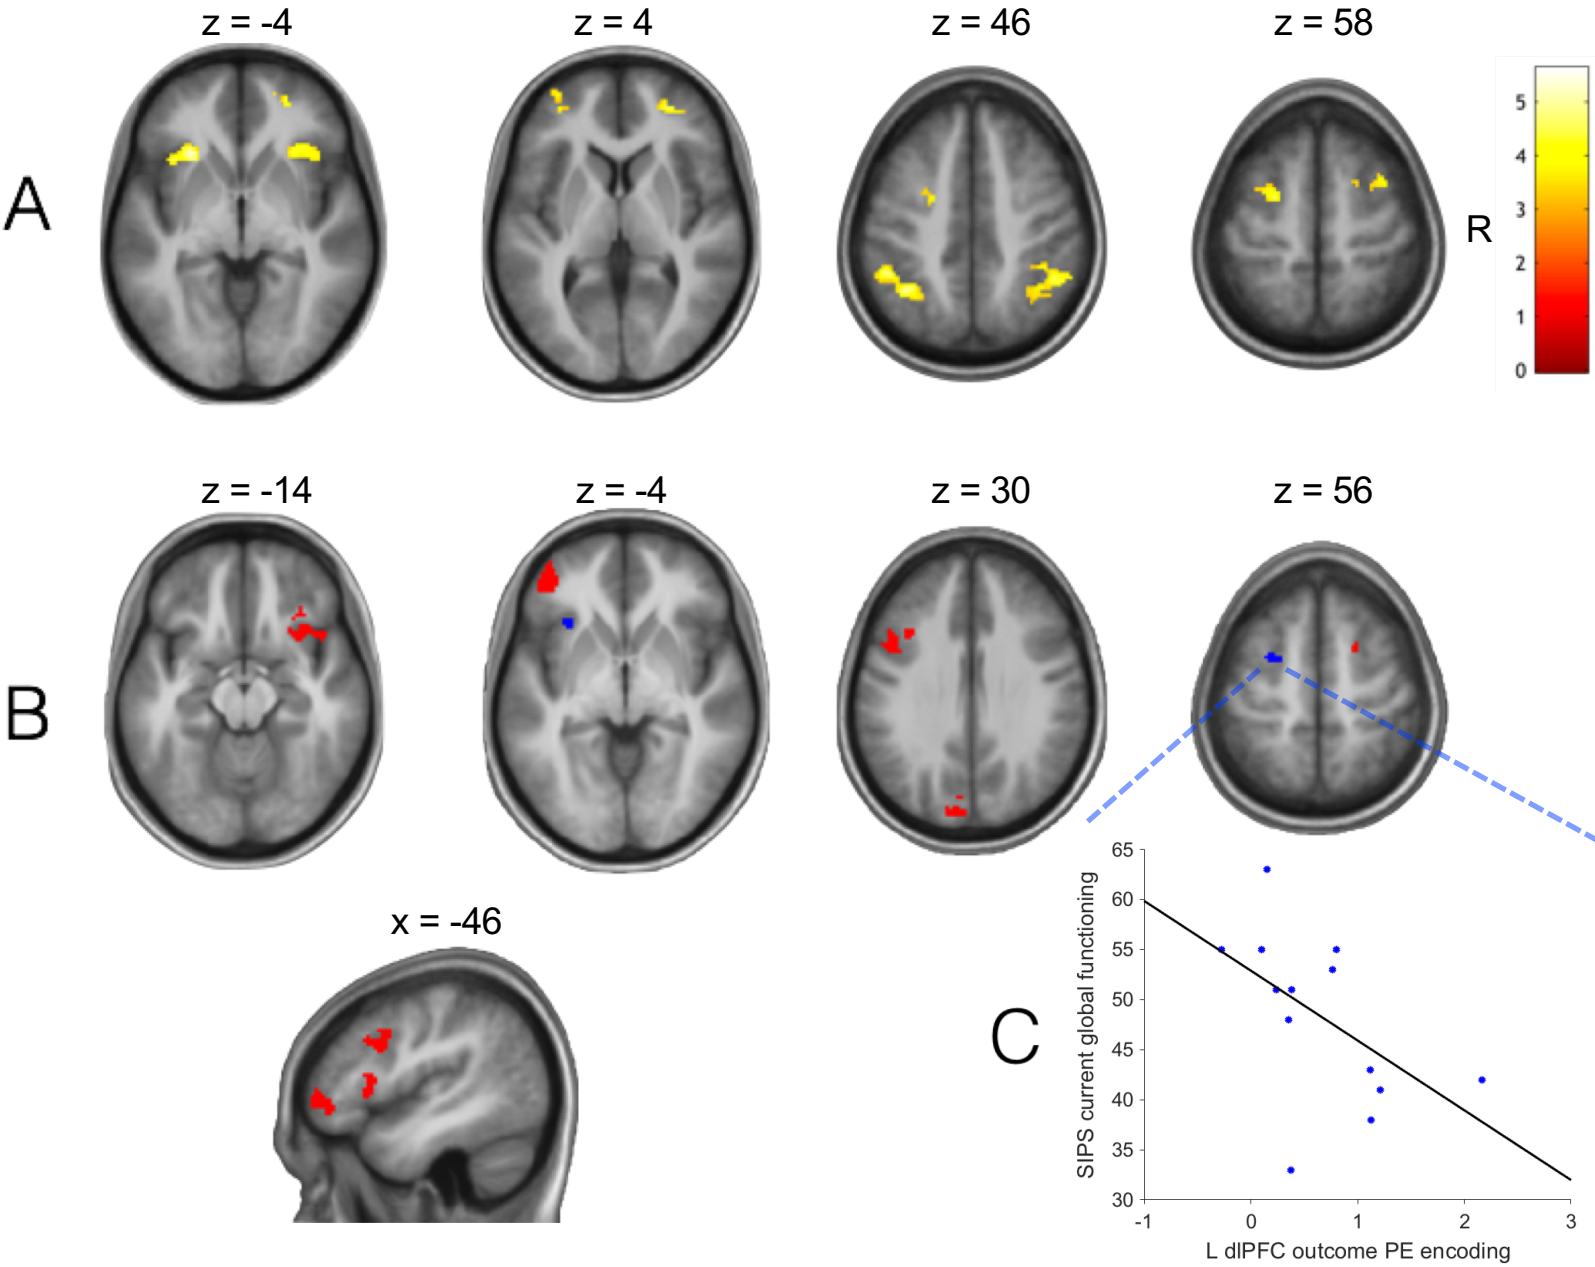 z = -4
z = 4
z = 46
z = 58
A
R
5
4
3
2
1
0
z = -14
z = -4
z = 30
z = 56
B
x = -46
C
SIPS current global functioning
65
60
55
50
45
40
35
30
-1
0
1
2
3
L dlPFC outcome PE encoding